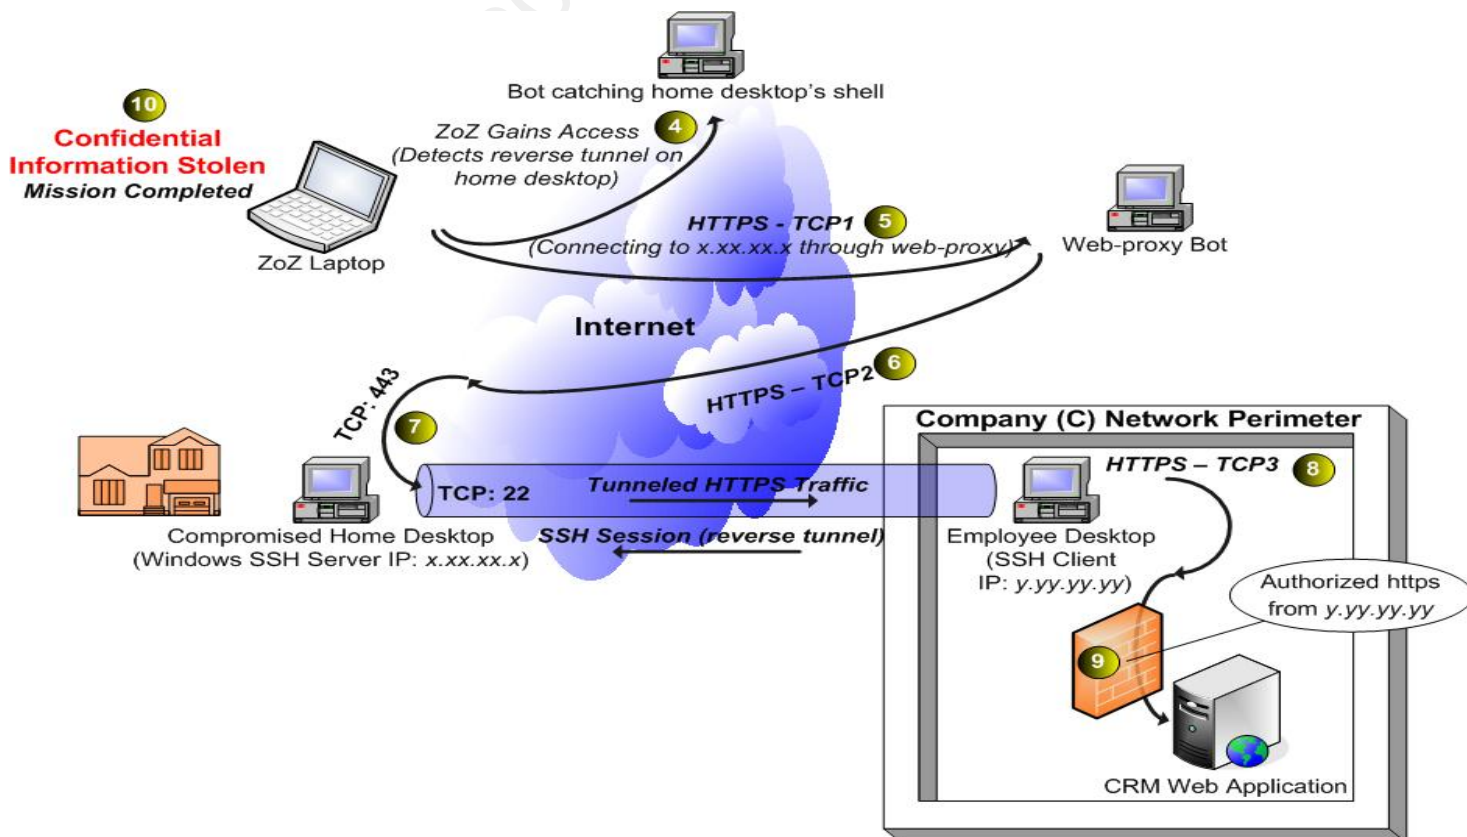 Bot catching home desktop's shell
10
Confidential
Information Stolen
Mission Completed
ZoZ Laptop
ZoZ Gains Access
(Detects reverse tunnel on
home desktop)
4
HTTPS - TCP1
5
(Connecting to x.xx.xx.x through web-proxy)
Web-proxy Bot
Internet
HTTPS – TCP2
6
TCP: 443
7
TCP: 22
Tunneled HTTPS Traffic
SSH Session (reverse tunnel)
Compromised Home Desktop
(Windows SSH Server IP: x.xx.xx.x)
Company (C) Network Perimeter
HTTPS – TCP3
8
Employee Desktop
(SSH Client
IP: y.yy.yy.yy)
Authorized https
from y.yy.yy.yy
9
CRM Web Application